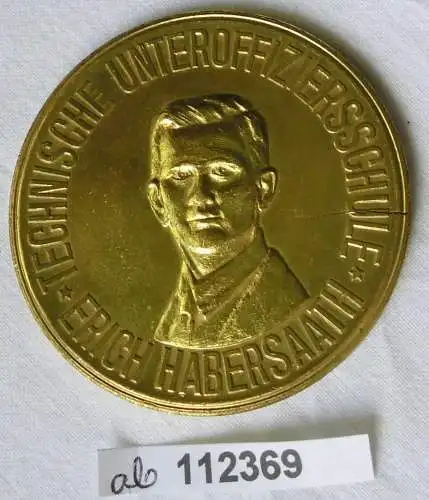 TECHNISCHE UNTEROFFIZIERSSCHULE
* ERICH HABERSAATH *
ab 112369